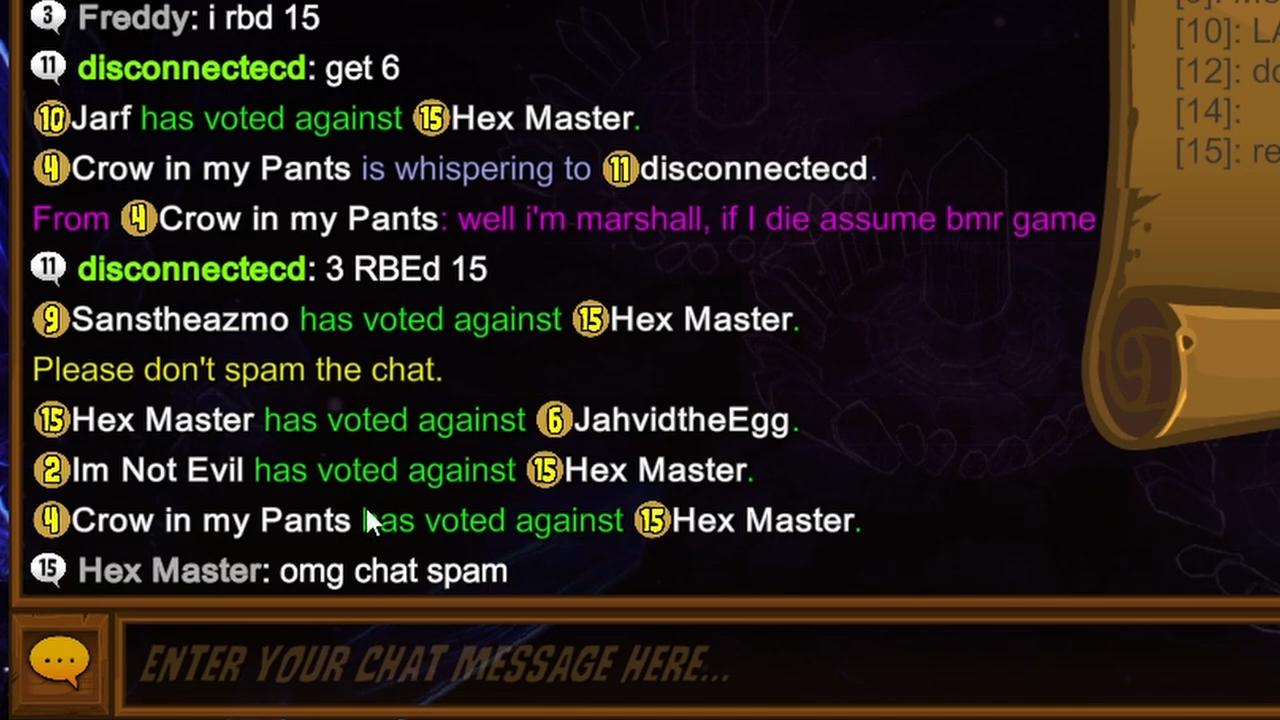 3 Freddy: i rbd 15
11 disconnectecd: get 6
10 Jarf has voted against 15 Hex Master.
4 Crow in my Pants is whispering to 11 disconnectecd.
From 4 Crow in my Pants: well i'm marshall, if I die assume bmr game
11 disconnectecd: 3 RBEd 15
9 Sanstheazmo has voted against 15 Hex Master.
Please don't spam the chat.
15 Hex Master has voted against 6 JahvidtheEgg.
2 Im Not Evil has voted against 15 Hex Master.
4 Crow in my Pants has voted against 15 Hex Master.
15 Hex Master: omg chat spam
ENTER YOUR CHAT MESSAGE HERE...
[10]: LA
[12]: do
[14]:
[15]: re